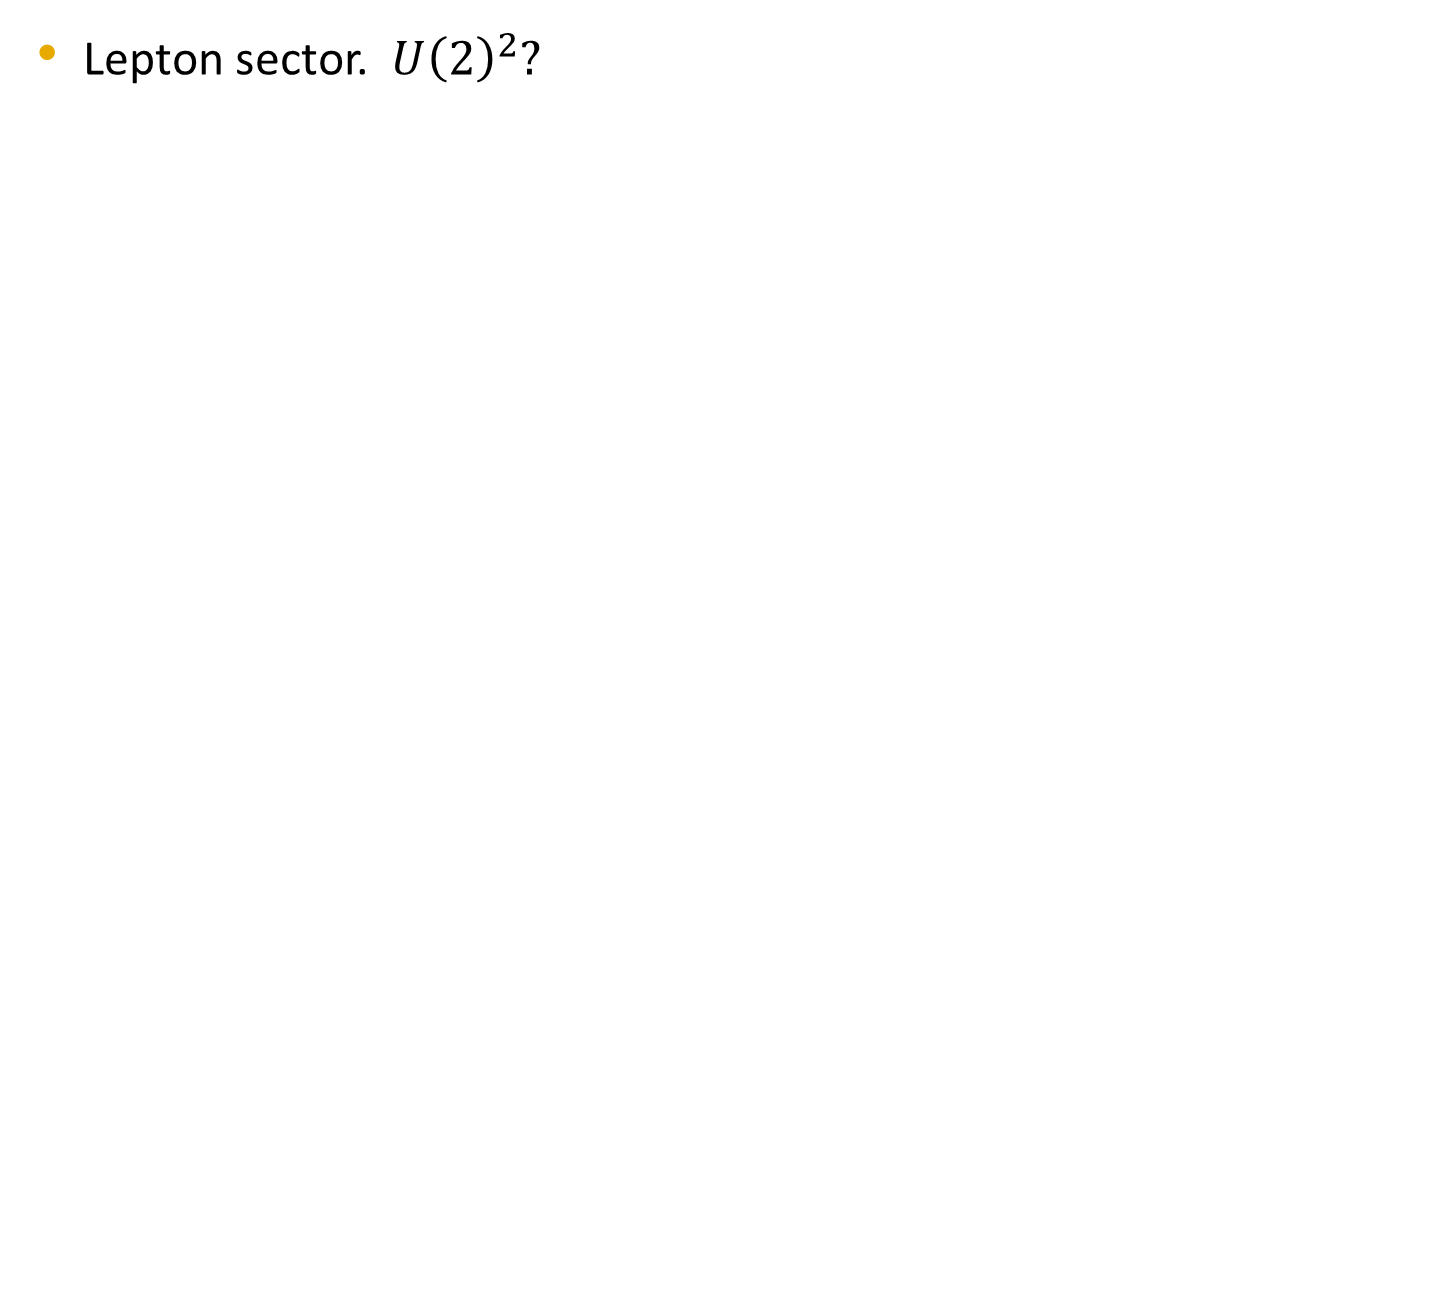 • Lepton sector. $U(2)^2$?